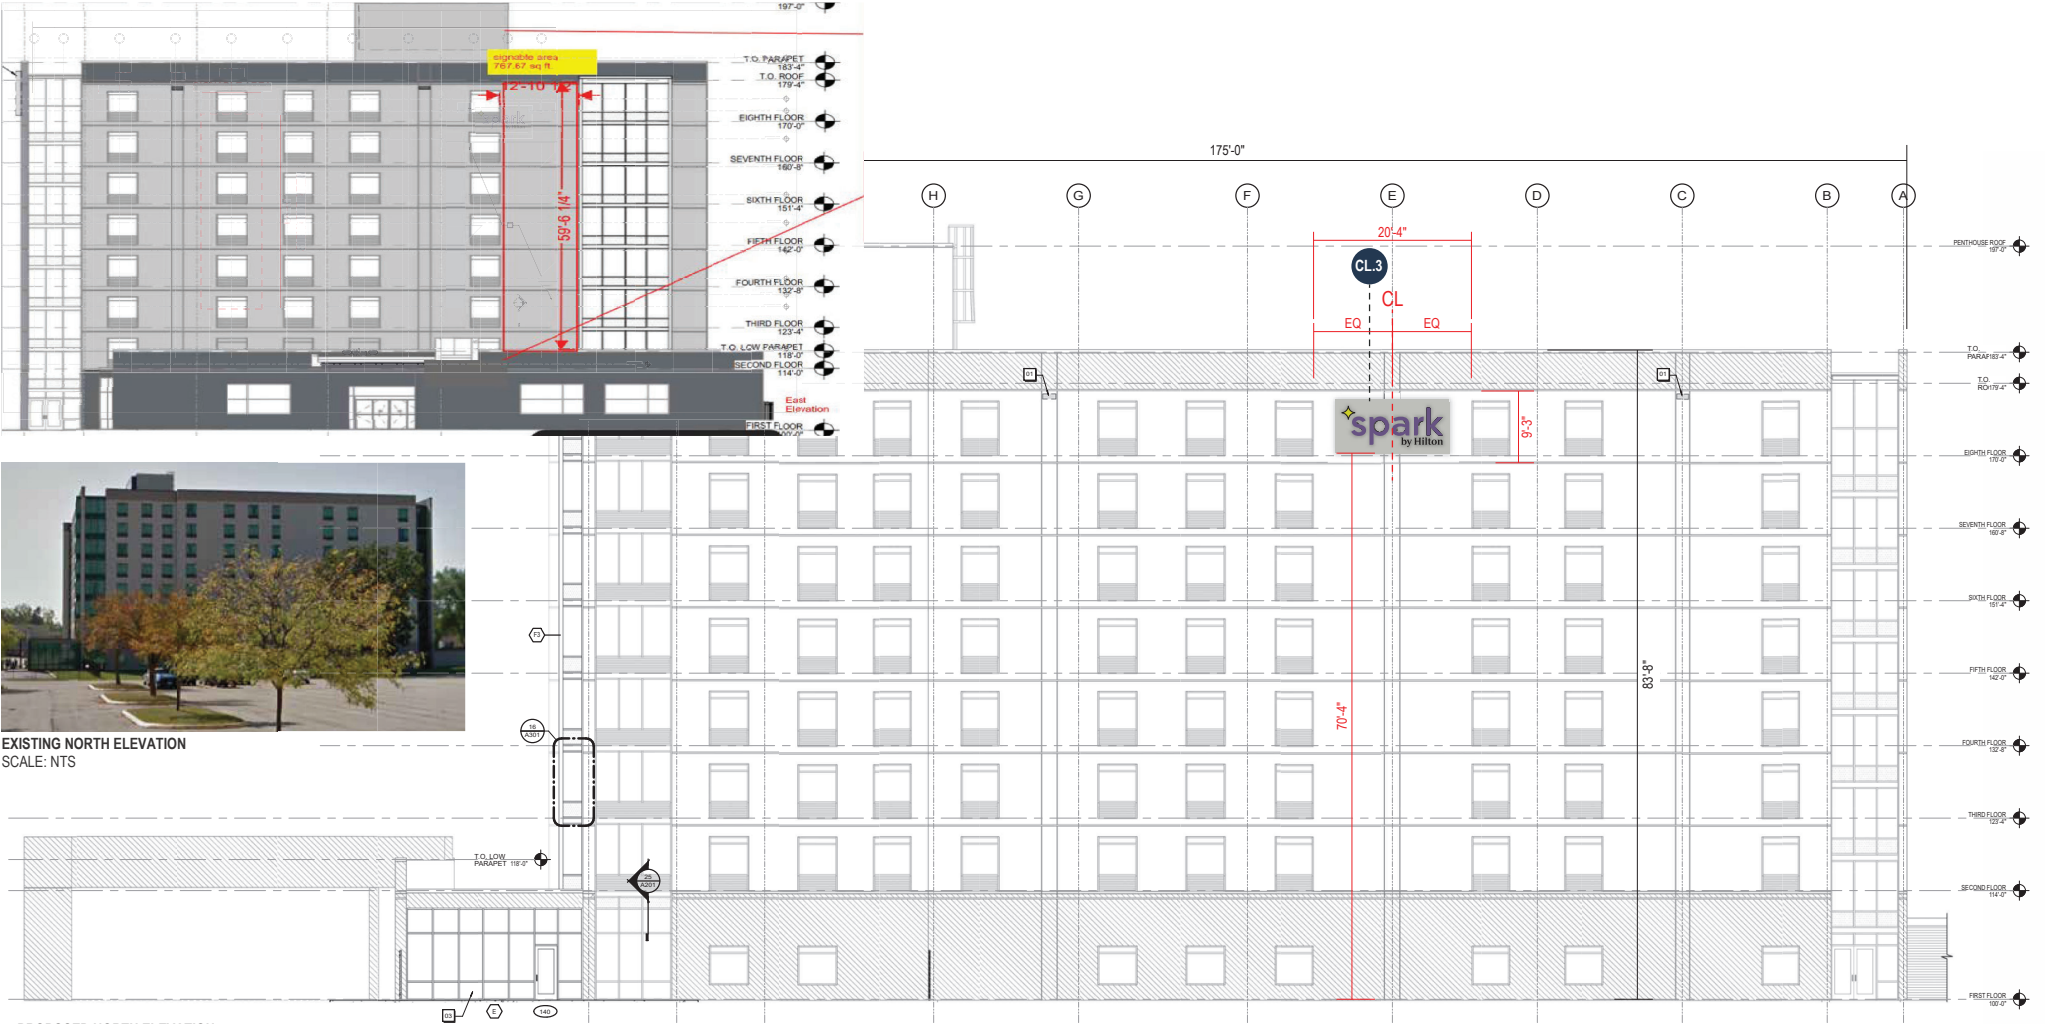 197'-0"
signable area
767.67 sq ft
12'-10 1/2"
59'-6 1/4"
T.O. PARAPET
183'-4"
T.O. ROOF
179'-4"
EIGHTH FLOOR
170'-0"
SEVENTH FLOOR
160'-8"
SIXTH FLOOR
151'-4"
FIFTH FLOOR
142'-0"
FOURTH FLOOR
132'-8"
THIRD FLOOR
123'-4"
T.O. LOW PARAPET
118'-0"
SECOND FLOOR
114'-0"
East
Elevation
FIRST FLOOR
EXISTING NORTH ELEVATION
SCALE: NTS
175'-0"
H
G
F
E
D
C
B
A
20'-4"
CL.3
CL
EQ
EQ
01
01
spark
by Hilton
9'-3"
70'-4"
83'-8"
PENTHOUSE ROOF
197'-0"
T.O.
PARAP183'-4"
T.O.
RO179'-4"
EIGHTH FLOOR
170'-0"
SEVENTH FLOOR
160'-8"
SIXTH FLOOR
151'-4"
FIFTH FLOOR
142'-0"
FOURTH FLOOR
132'-8"
THIRD FLOOR
123'-4"
SECOND FLOOR
114'-0"
FIRST FLOOR
100'-0"
F3
16
A301
T.O. LOW
PARAPET 118'-0"
25
A201
03
E
140